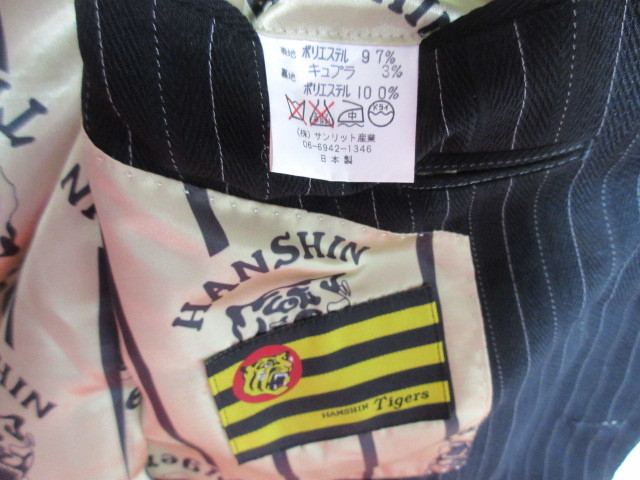 表地 ポリエステル 97%
キュプラ 3%
裏地 ポリエステル 100%
中
ドライ
(株) サンリット産業
06-6942-1346
日本製
HANSHIN
HANSHIN Tigers